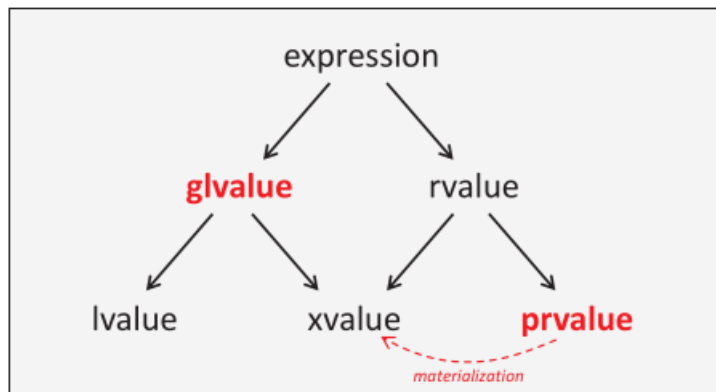 expression
glvalue rvalue
lvalue xvalue prvalue
materialization